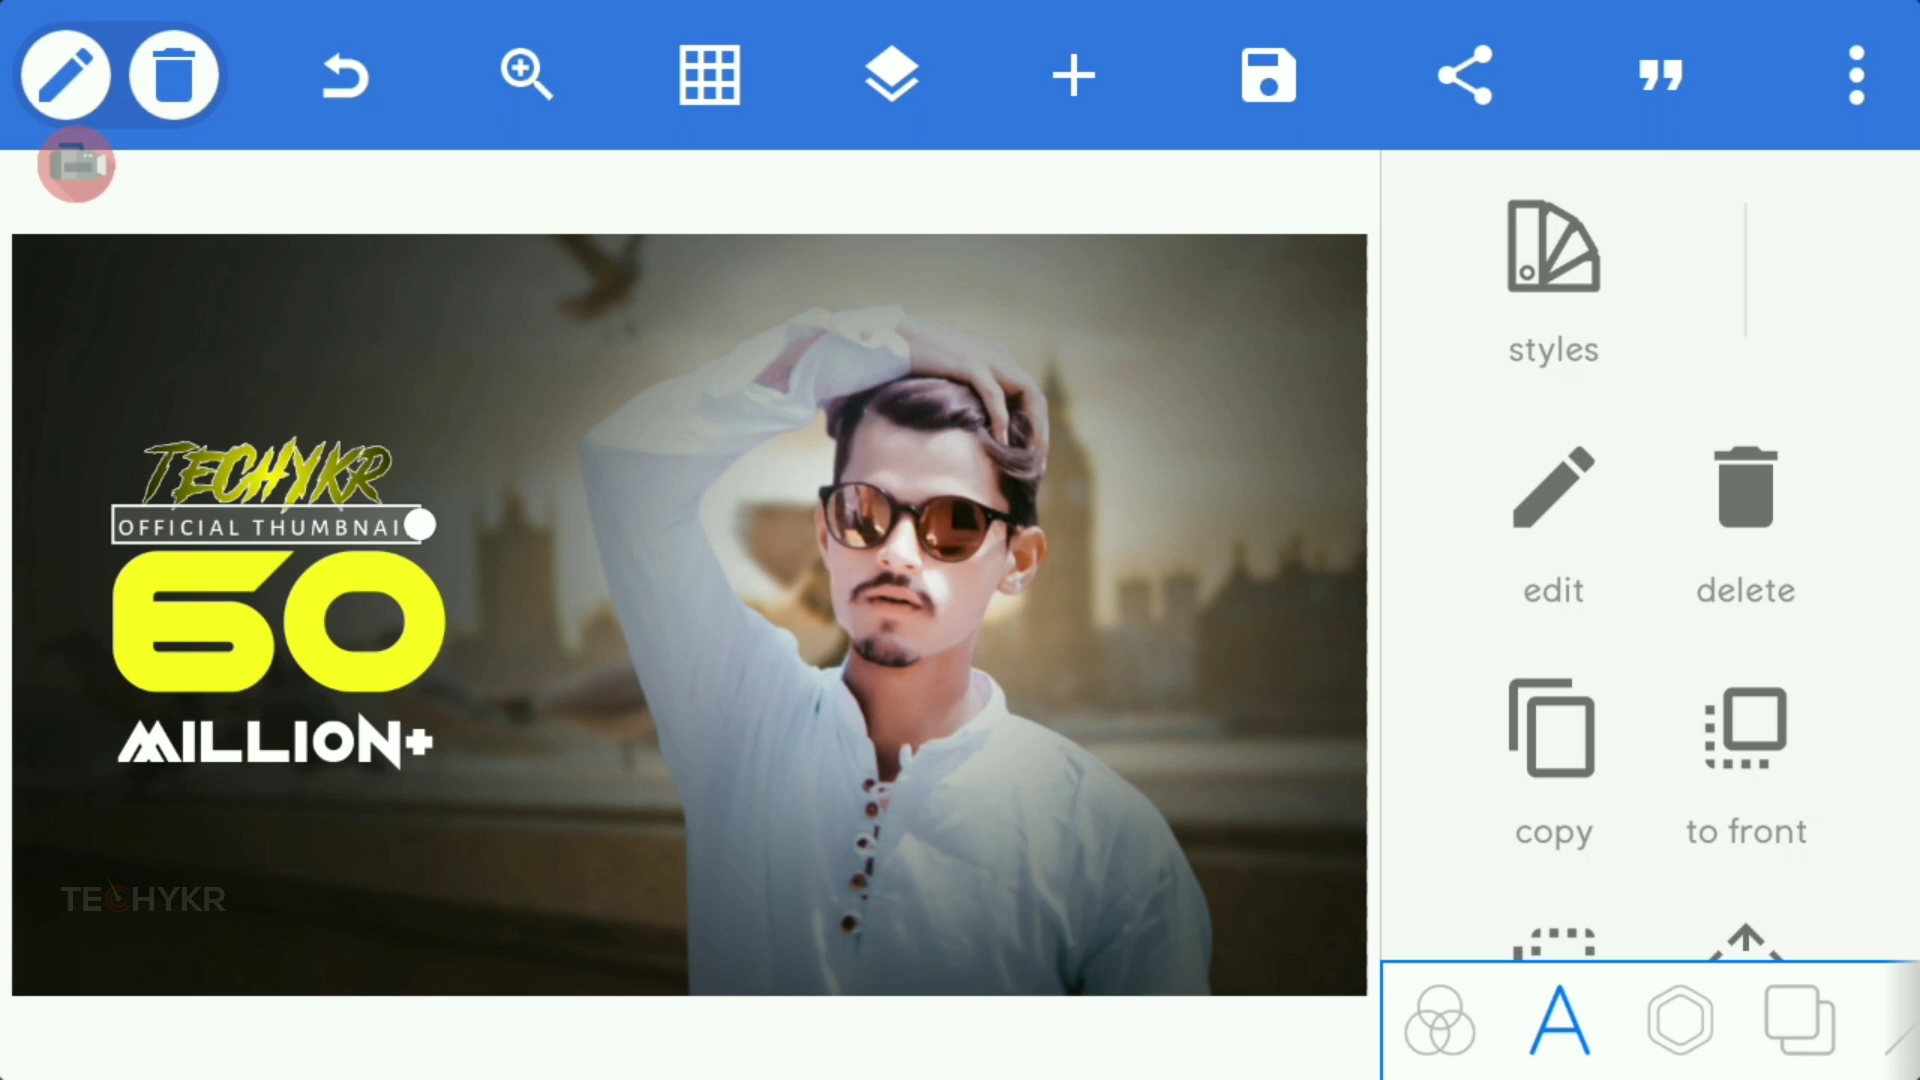 styles
TECHYKR
OFFICIAL THUMBNAI
edit
delete
60
MILLION+
copy
to front
TECHYKR